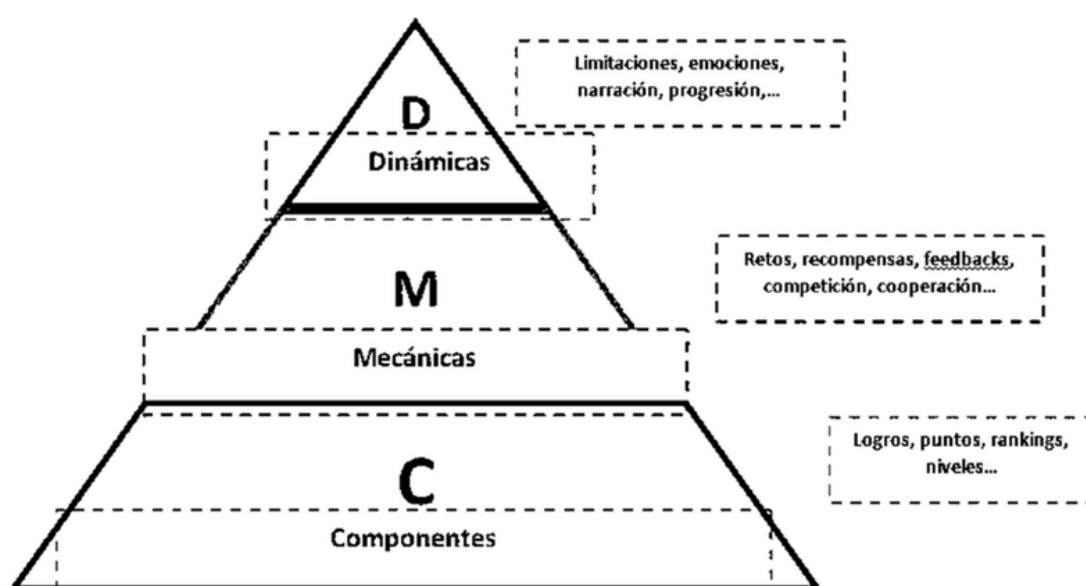 Limitaciones, emociones,
narración, progresión,...
D
Dinámicas
Retos, recompensas, feedbacks,
competición, cooperación...
M
Mecánicas
Logros, puntos, rankings,
niveles...
C
Componentes